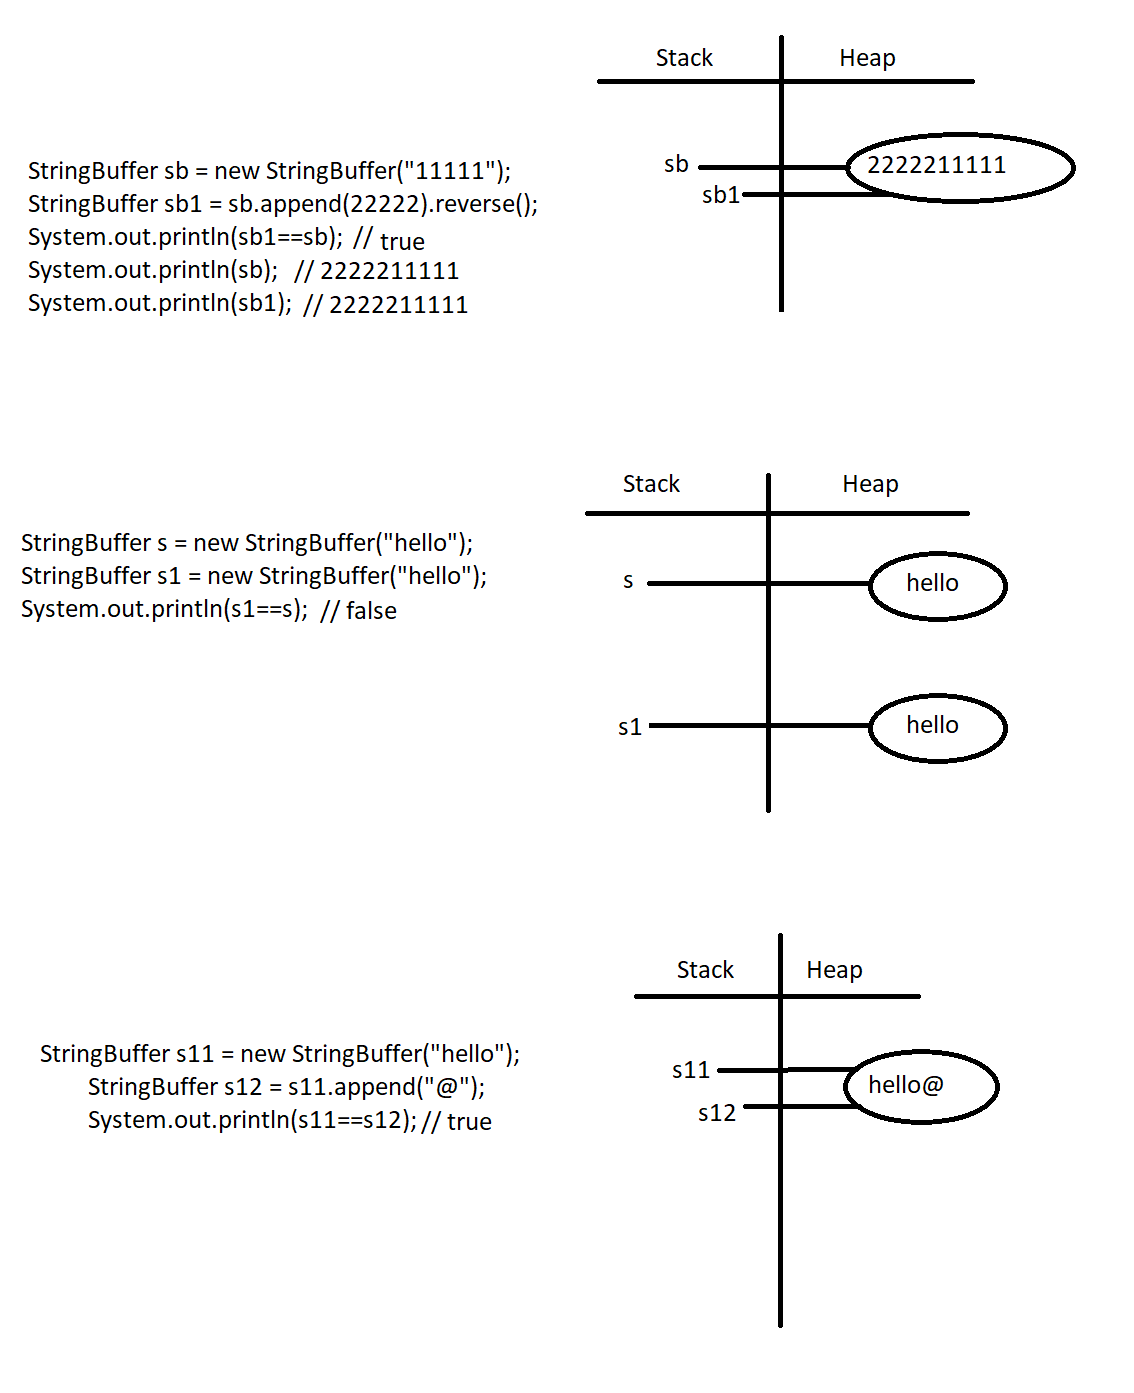 Stack Heap
StringBuffer sb = new StringBuffer("11111");
StringBuffer sb1 = sb.append(22222).reverse();
System.out.println(sb1==sb); // true
System.out.println(sb); // 2222211111
System.out.println(sb1); // 2222211111
sb 2222211111
sb1
Stack Heap
StringBuffer s = new StringBuffer("hello");
StringBuffer s1 = new StringBuffer("hello");
System.out.println(s1==s); // false
s hello
s1 hello
Stack Heap
StringBuffer s11 = new StringBuffer("hello");
StringBuffer s12 = s11.append("@");
System.out.println(s11==s12); // true
s11 hello@
s12